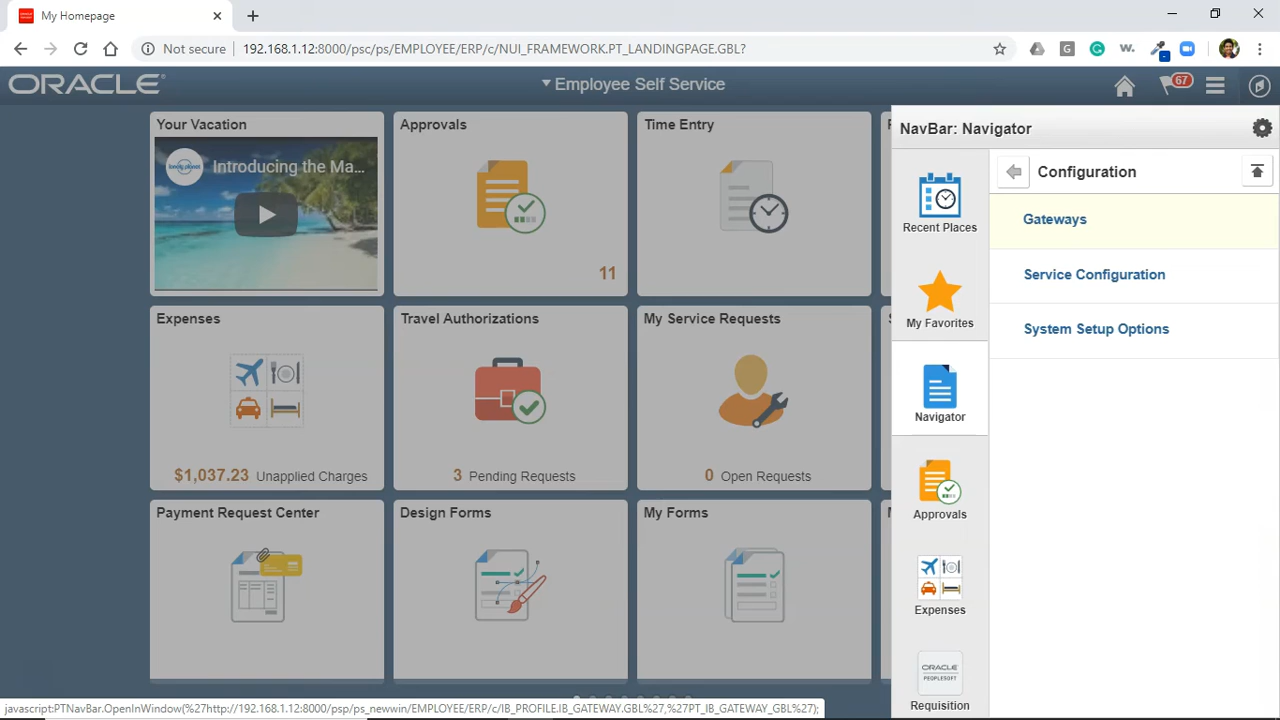 My Homepage
Not secure 192.168.1.12:8000/psc/ps/EMPLOYEE/ERP/c/NUI_FRAMEWORK.PT_LANDINGPAGE.GBL?
ORACLE
Employee Self Service
67
Your Vacation
Introducing the Ma...
Approvals
11
Time Entry
Expenses
$1,037.23 Unapplied Charges
Travel Authorizations
3 Pending Requests
My Service Requests
0 Open Requests
Payment Request Center
Design Forms
My Forms
NavBar: Navigator
Recent Places
My Favorites
Navigator
Approvals
Expenses
ORACLE
PEOPLESOFT
Requisition
Configuration
Gateways
Service Configuration
System Setup Options
javascript:PTNavBar.OpenInWindow(%27http://192.168.1.12:8000/psp/ps_newwin/EMPLOYEE/ERP/c/IB_PROFILE.IB_GATEWAY.GBL%27,%27PT_IB_GATEWAY_GBL%27);